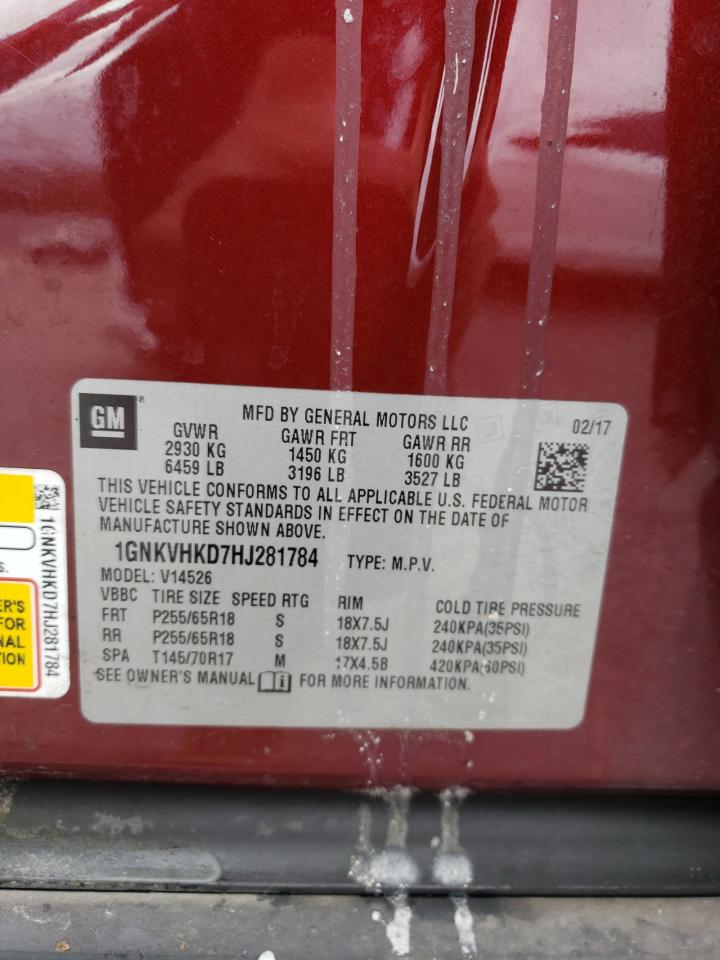 GM
MFD BY GENERAL MOTORS LLC
02/17
GVWR GAWR FRT GAWR RR
2930 KG 1450 KG 1600 KG
6459 LB 3196 LB 3527 LB
THIS VEHICLE CONFORMS TO ALL APPLICABLE U.S. FEDERAL MOTOR
VEHICLE SAFETY STANDARDS IN EFFECT ON THE DATE OF
MANUFACTURE SHOWN ABOVE.
1GNKVHKD7HJ281784 TYPE: M.P.V.
MODEL: V14526
VBBC TIRE SIZE SPEED RTG RIM COLD TIRE PRESSURE
FRT P255/65R18 S 18X7.5J 240KPA(35PSI)
RR P255/65R18 S 18X7.5J 240KPA(35PSI)
SPA T145/70R17 M 17X4.5B 420KPA(60PSI)
SEE OWNER'S MANUAL FOR MORE INFORMATION.
1GNKVHKD7HJ281784
ER'S
FOR
NAL
TION